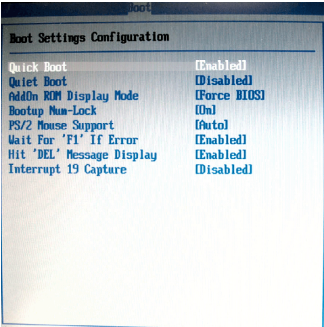 Boot
Boot Settings Configuration
Quick Boot [Enabled]
Quiet Boot [Disabled]
AddOn ROM Display Mode [Force BIOS]
Bootup Num-Lock [On]
PS/2 Mouse Support [Auto]
Wait For 'F1' If Error [Enabled]
Hit 'DEL' Message Display [Enabled]
Interrupt 19 Capture [Disabled]